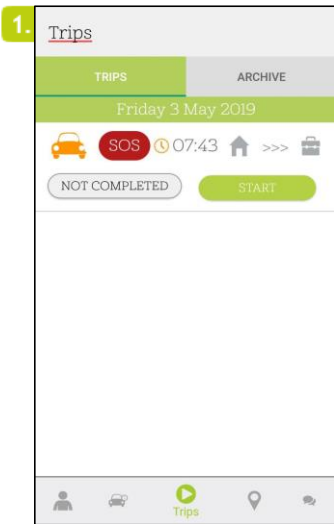 1.
Trips
TRIPS ARCHIVE
Friday 3 May 2019
SOS 07:43 >>>
NOT COMPLETED START
Trips